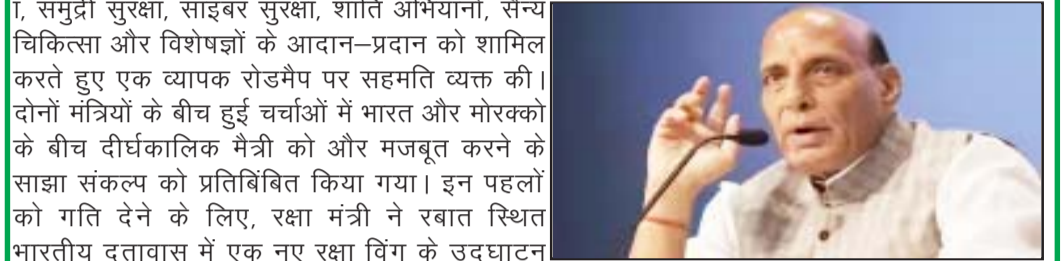 ा, समुद्री सुरक्षा, साइबर सुरक्षा, शांति अभियानों, सैन्य
चिकित्सा और विशेषज्ञों के आदान–प्रदान को शामिल
करते हुए एक व्यापक रोडमैप पर सहमति व्यक्त की।
दोनों मंत्रियों के बीच हुई चर्चाओं में भारत और मोरक्को
के बीच दीर्घकालिक मैत्री को और मजबूत करने के
साझा संकल्प को प्रतिबिंबित किया गया। इन पहलों
को गति देने के लिए, रक्षा मंत्री ने रबात स्थित
भारतीय दूतावास में एक नए रक्षा विंग के उद्घाटन